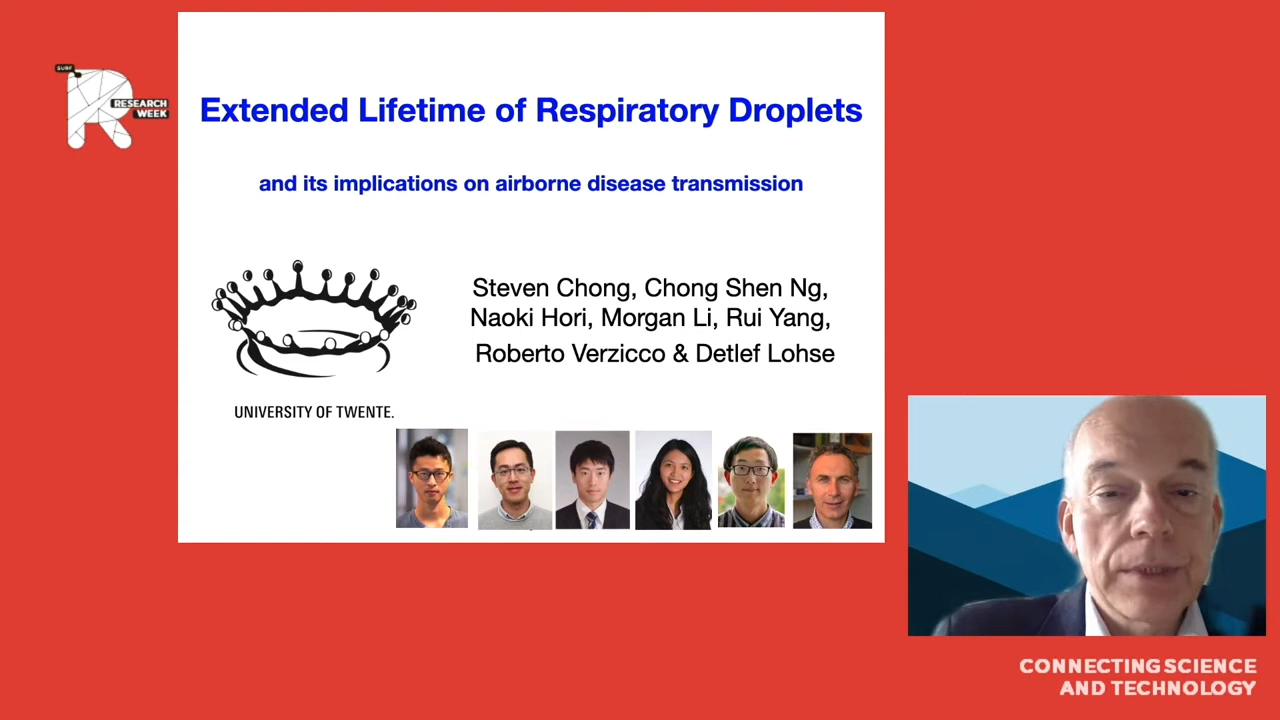 SURF
RESEARCH
WEEK
Extended Lifetime of Respiratory Droplets
and its implications on airborne disease transmission
Steven Chong, Chong Shen Ng,
Naoki Hori, Morgan Li, Rui Yang,
Roberto Verzicco & Detlef Lohse
UNIVERSITY OF TWENTE.
CONNECTING SCIENCE
AND TECHNOLOGY